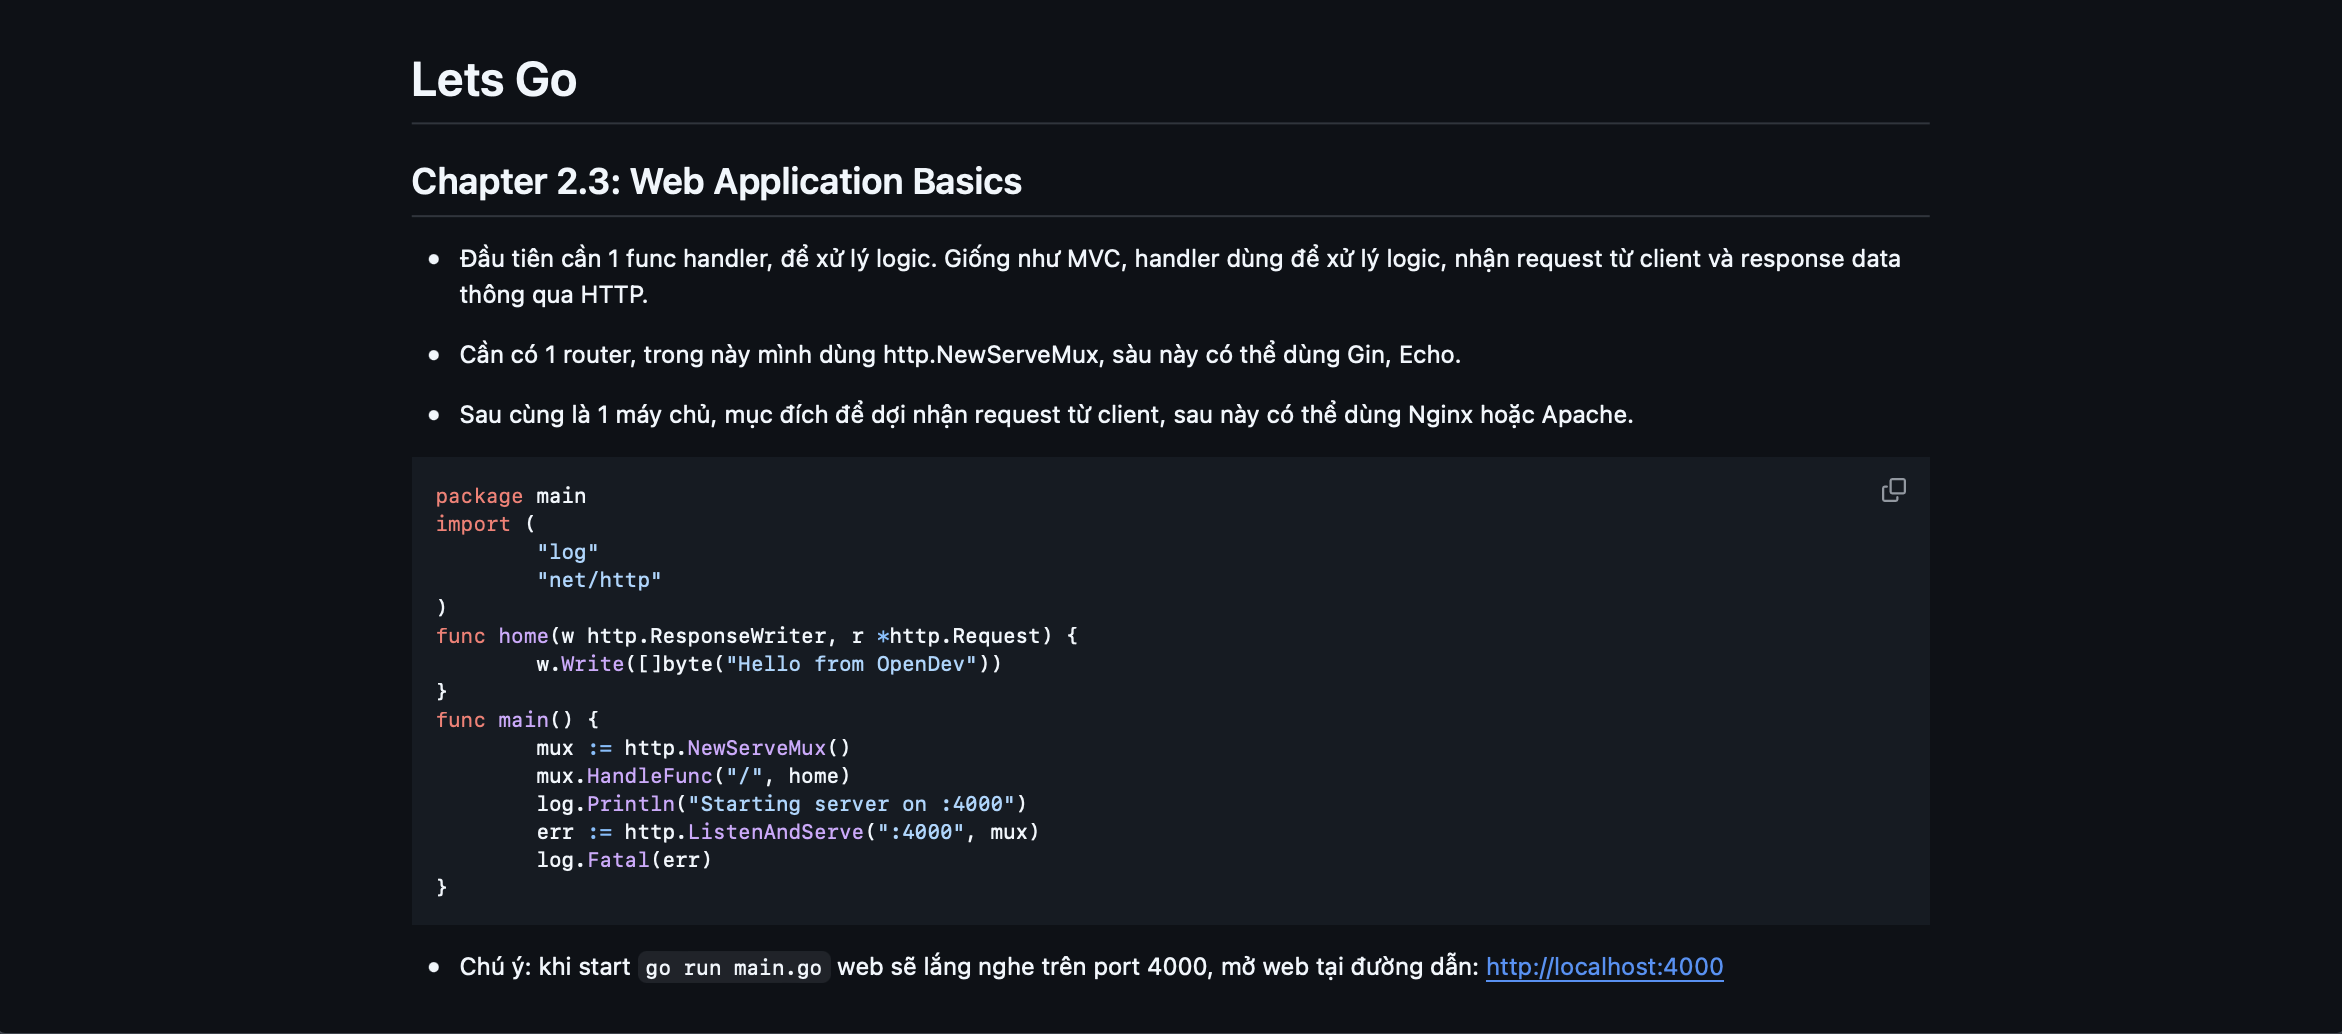 Lets Go
Chapter 2.3: Web Application Basics
Đầu tiên cần 1 func handler, để xử lý logic. Giống như MVC, handler dùng để xử lý logic, nhận request từ client và response data
thông qua HTTP.
Cần có 1 router, trong này mình dùng http.NewServeMux, sàu này có thể dùng Gin, Echo.
Sau cùng là 1 máy chủ, mục đích để dợi nhận request từ client, sau này có thể dùng Nginx hoặc Apache.
package main
import (
        "log"
        "net/http"
)
func home(w http.ResponseWriter, r *http.Request) {
        w.Write([]byte("Hello from OpenDev"))
}
func main() {
        mux := http.NewServeMux()
        mux.HandleFunc("/", home)
        log.Println("Starting server on :4000")
        err := http.ListenAndServe(":4000", mux)
        log.Fatal(err)
}
Chú ý: khi start go run main.go web sẽ lắng nghe trên port 4000, mở web tại đường dẫn: http://localhost:4000